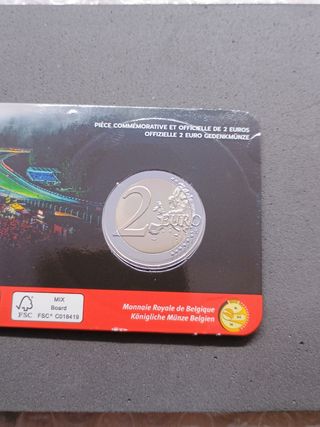 PIÈCE COMMÉMORATIVE ET OFFICIELLE DE 2 EUROS
OFFIZIELLE 2 EURO GEDENKMÜNZE
2 EURO
MIX
Board
FSC® C018419
FSC
Monnaie Royale de Belgique
Königliche Münze Belgien